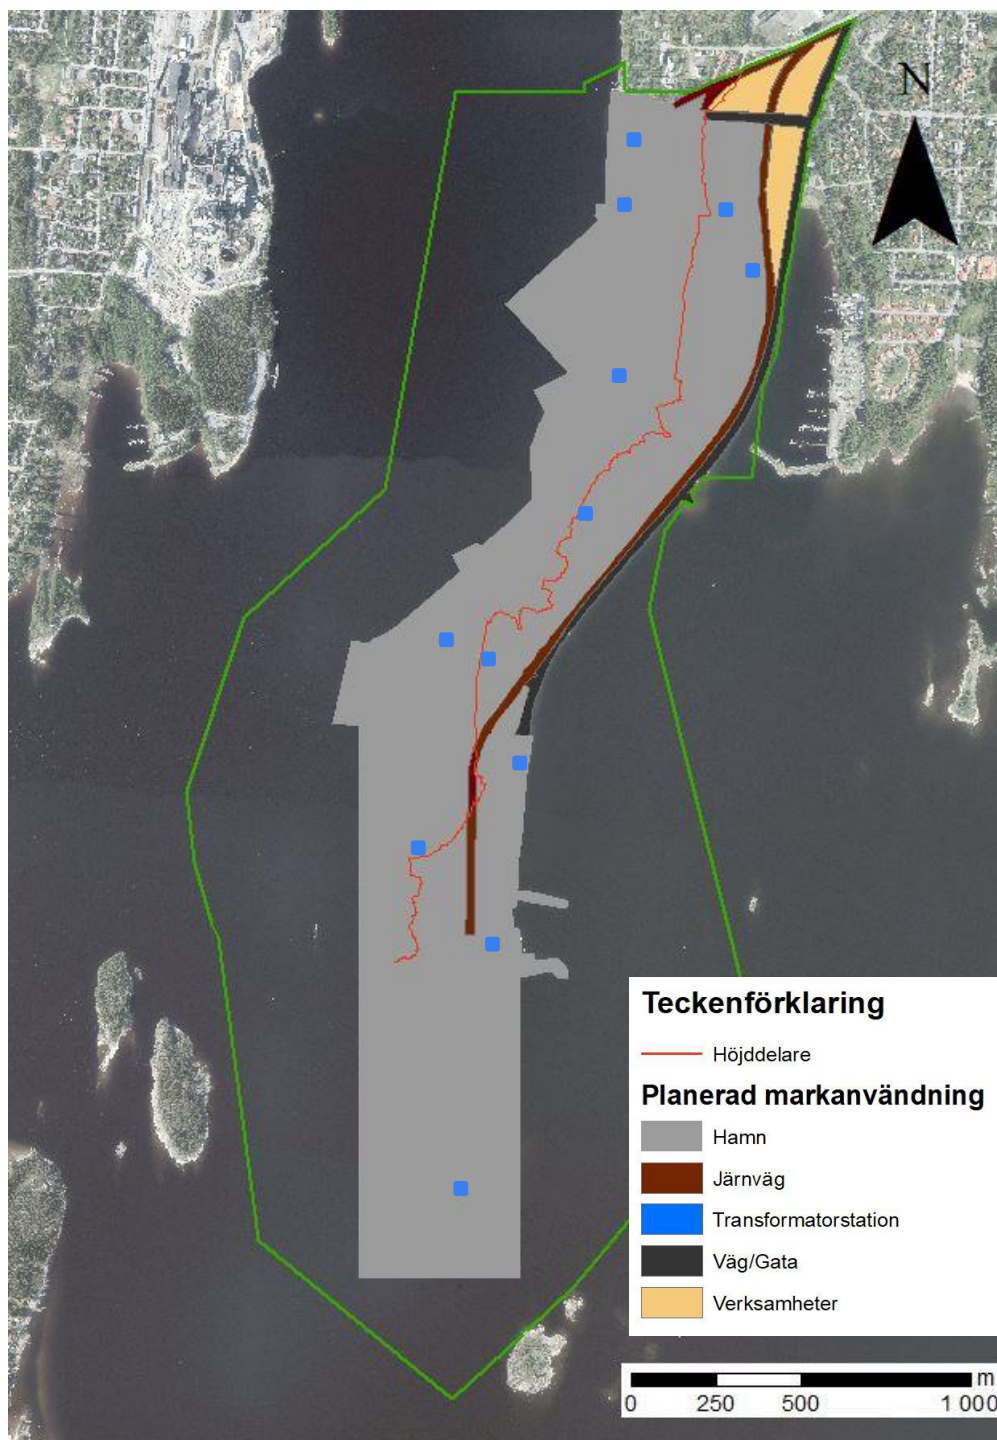 N
Teckenförklaring
Höjddelare
Planerad markanvändning
Hamn
Järnväg
Transformatorstation
Väg/Gata
Verksamheter
m
0 250 500 1 000